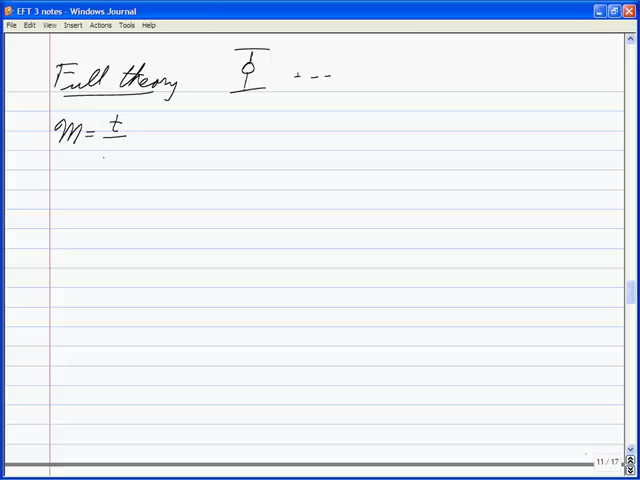 EFT 3 notes - Windows Journal
File Edit View Insert Actions Tools Help
Full theory + ---
M = t
11 / 17